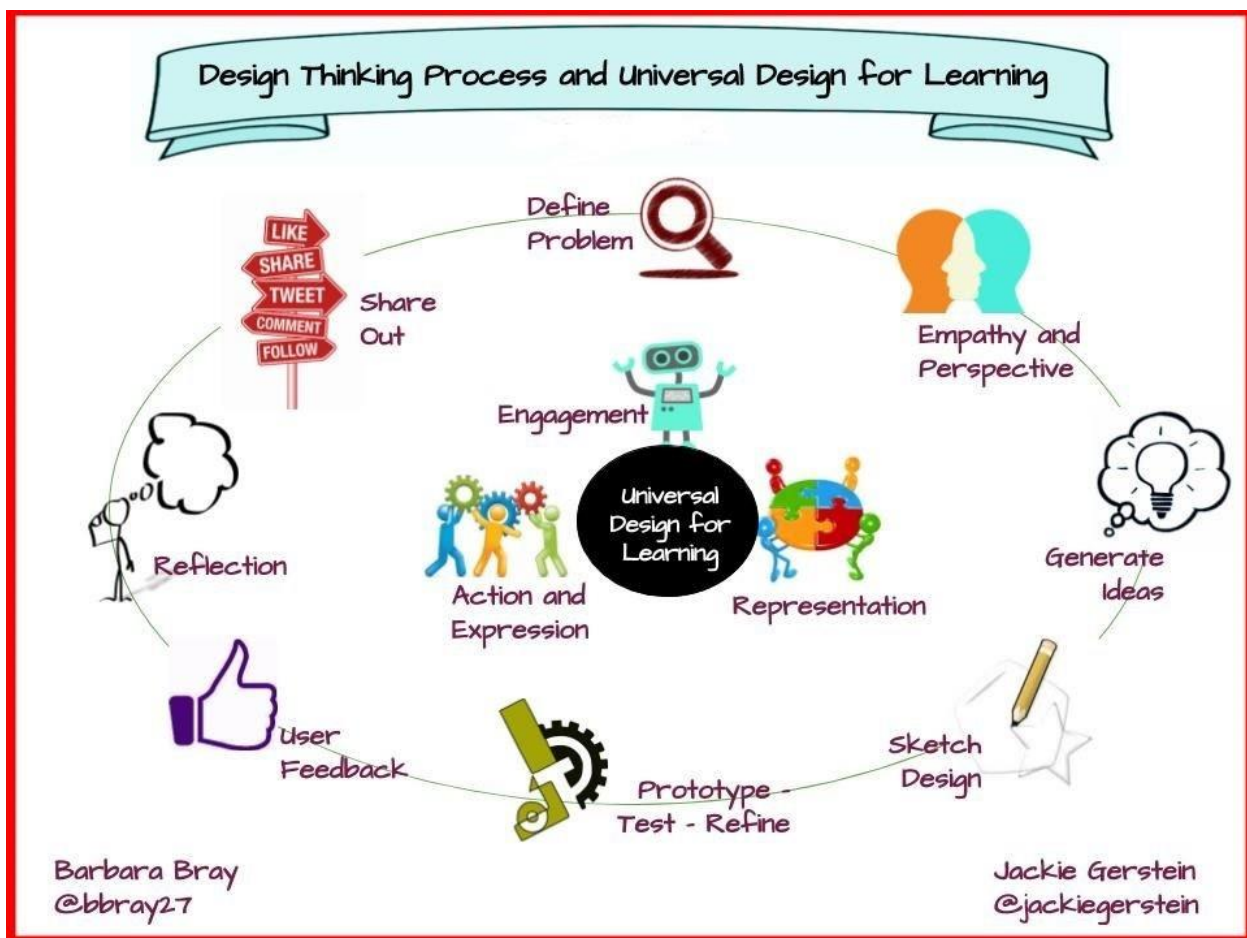 Design Thinking Process and Universal Design for Learning
Define
Problem
Empathy and
Perspective
Generate
Ideas
Sketch
Design
Prototype -
Test - Refine
User
Feedback
Reflection
LIKE
SHARE
TWEET
COMMENT
FOLLOW
Share
Out
Engagement
Universal
Design for
Learning
Representation
Action and
Expression
Barbara Bray
@bbray27
Jackie Gerstein
@jackiegerstein